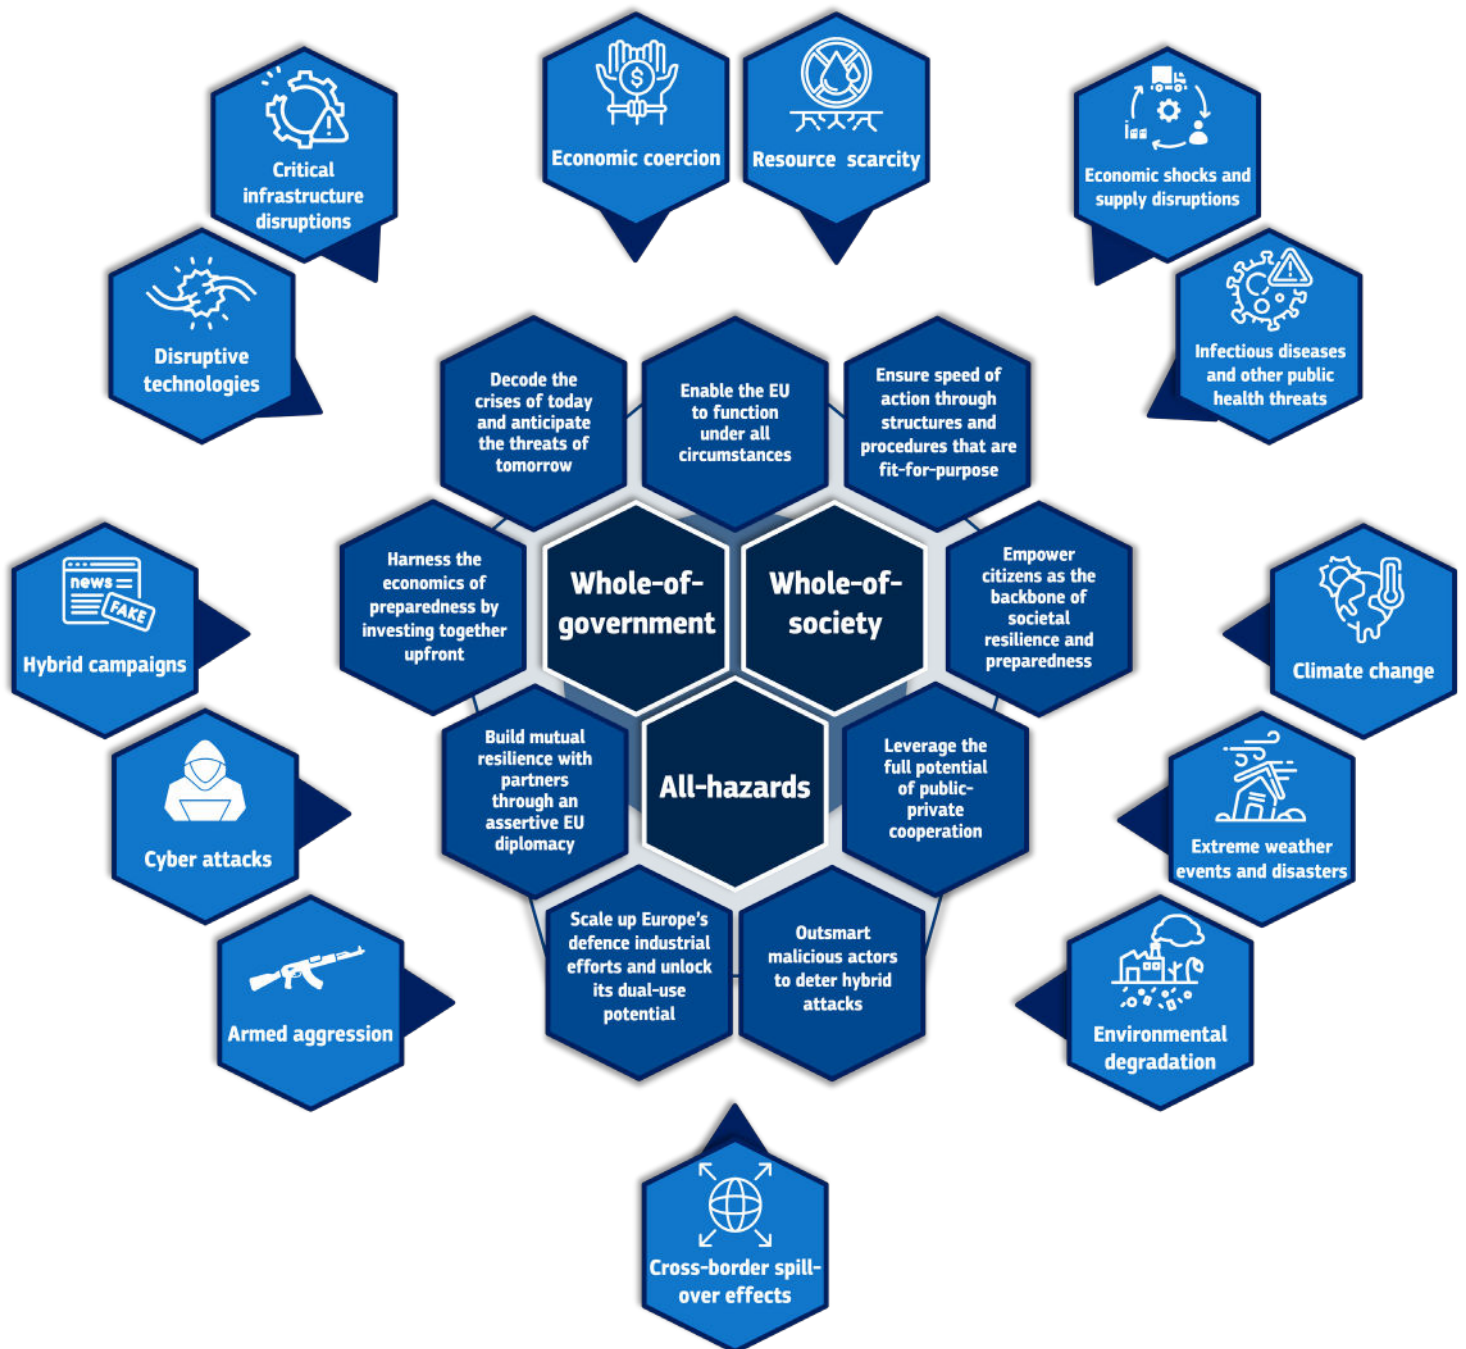 Economic coercion
Resource scarcity
Critical
infrastructure
disruptions
Economic shocks and
supply disruptions
Disruptive
technologies
Infectious diseases
and other public
health threats
Decode the
crises of today
and anticipate
the threats of
tomorrow
Enable the EU
to function
under all
circumstances
Ensure speed of
action through
structures and
procedures that are
fit-for-purpose
news
FAKE
Hybrid campaigns
Harness the
economics of
preparedness by
investing together
upfront
Whole-of-
government
Whole-of-
society
Empower
citizens as the
backbone of
societal
resilience and
preparedness
Climate change
Cyber attacks
Build mutual
resilience with
partners
through an
assertive EU
diplomacy
All-hazards
Leverage the
full potential
of public-
private
cooperation
Extreme weather
events and disasters
Armed aggression
Scale up Europe's
defence industrial
efforts and unlock
its dual-use
potential
Outsmart
malicious actors
to deter hybrid
attacks
Environmental
degradation
Cross-border spill-
over effects